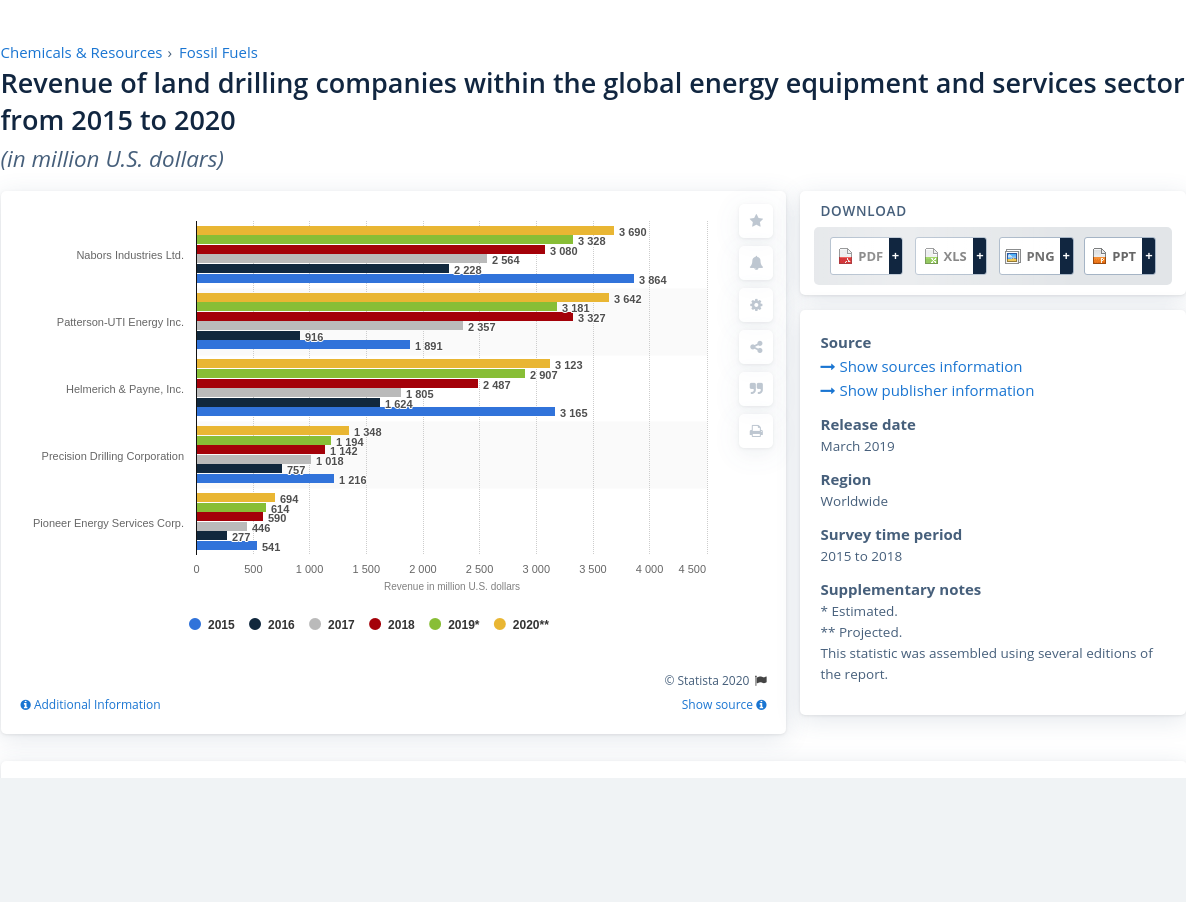 Chemicals & Resources › Fossil Fuels
Revenue of land drilling companies within the global energy equipment and services sector
from 2015 to 2020
(in million U.S. dollars)
Nabors Industries Ltd.
3 690
3 328
3 080
2 564
2 228
3 864
Patterson-UTI Energy Inc.
3 642
3 181
3 327
2 357
916
1 891
Helmerich & Payne, Inc.
3 123
2 907
2 487
1 805
1 624
3 165
Precision Drilling Corporation
1 348
1 194
1 142
1 018
757
1 216
Pioneer Energy Services Corp.
694
614
590
446
277
541
0 500 1 000 1 500 2 000 2 500 3 000 3 500 4 000 4 500
Revenue in million U.S. dollars
2015 2016 2017 2018 2019* 2020**
© Statista 2020
Additional Information Show source
DOWNLOAD
PDF + XLS + PNG + PPT +
Source
Show sources information
Show publisher information
Release date
March 2019
Region
Worldwide
Survey time period
2015 to 2018
Supplementary notes
* Estimated.
** Projected.
This statistic was assembled using several editions of
the report.